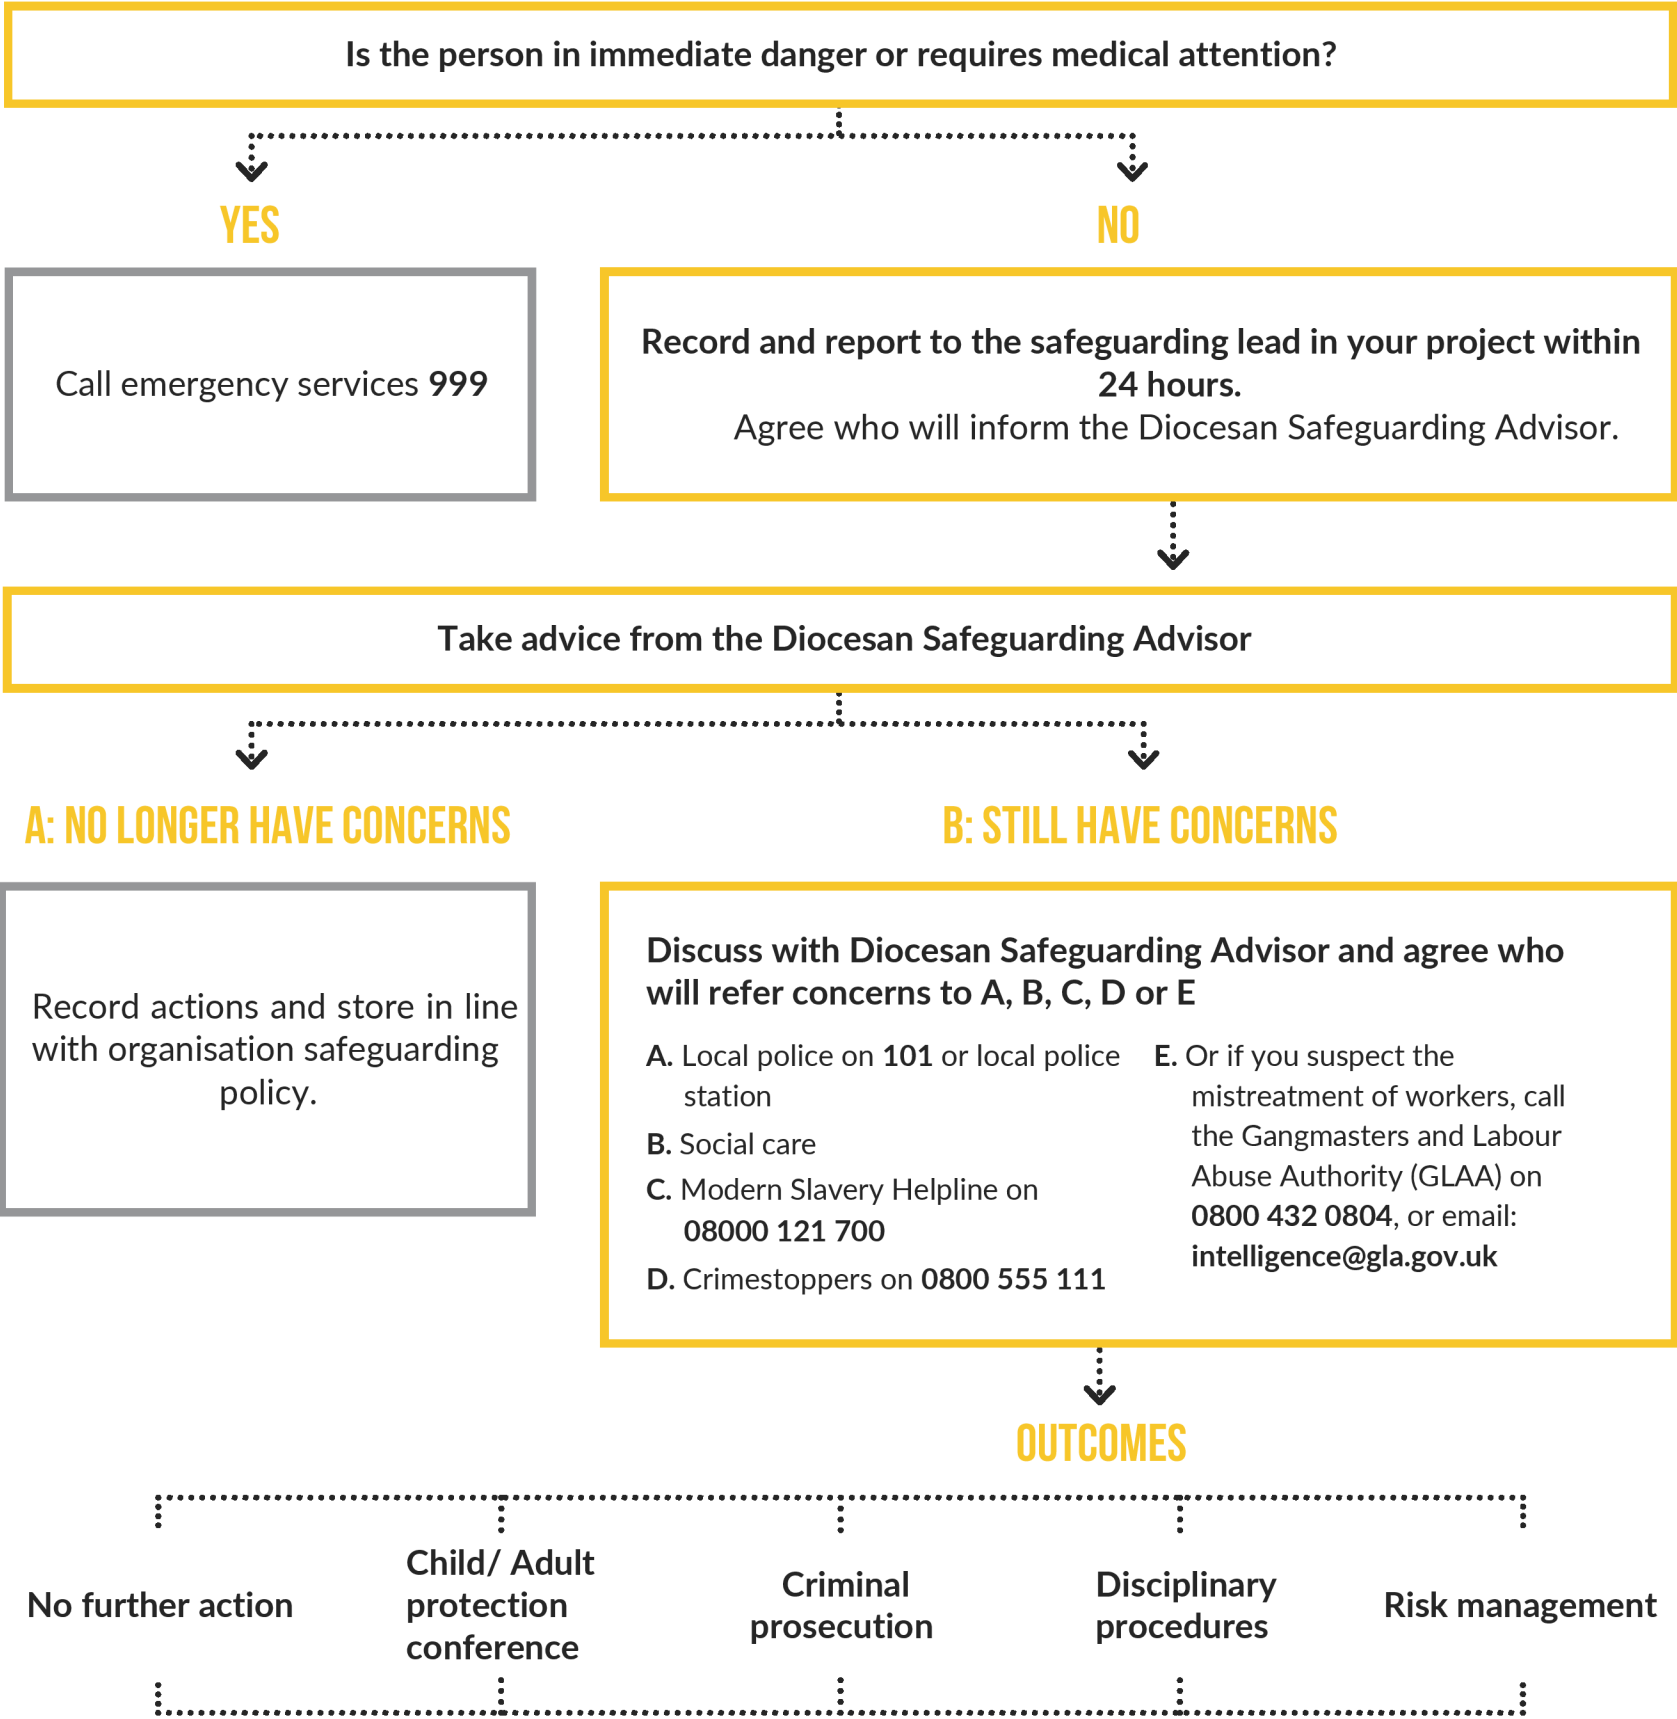 Is the person in immediate danger or requires medical attention?
YES
NO
Call emergency services 999
Record and report to the safeguarding lead in your project within
24 hours.
Agree who will inform the Diocesan Safeguarding Advisor.
Take advice from the Diocesan Safeguarding Advisor
A: NO LONGER HAVE CONCERNS
B: STILL HAVE CONCERNS
Record actions and store in line
with organisation safeguarding
policy.
Discuss with Diocesan Safeguarding Advisor and agree who
will refer concerns to A, B, C, D or E
A. Local police on 101 or local police
station
B. Social care
C. Modern Slavery Helpline on
08000 121 700
D. Crimestoppers on 0800 555 111
E. Or if you suspect the
mistreatment of workers, call
the Gangmasters and Labour
Abuse Authority (GLAA) on
0800 432 0804, or email:
intelligence@gla.gov.uk
OUTCOMES
No further action
Child/ Adult
protection
conference
Criminal
prosecution
Disciplinary
procedures
Risk management